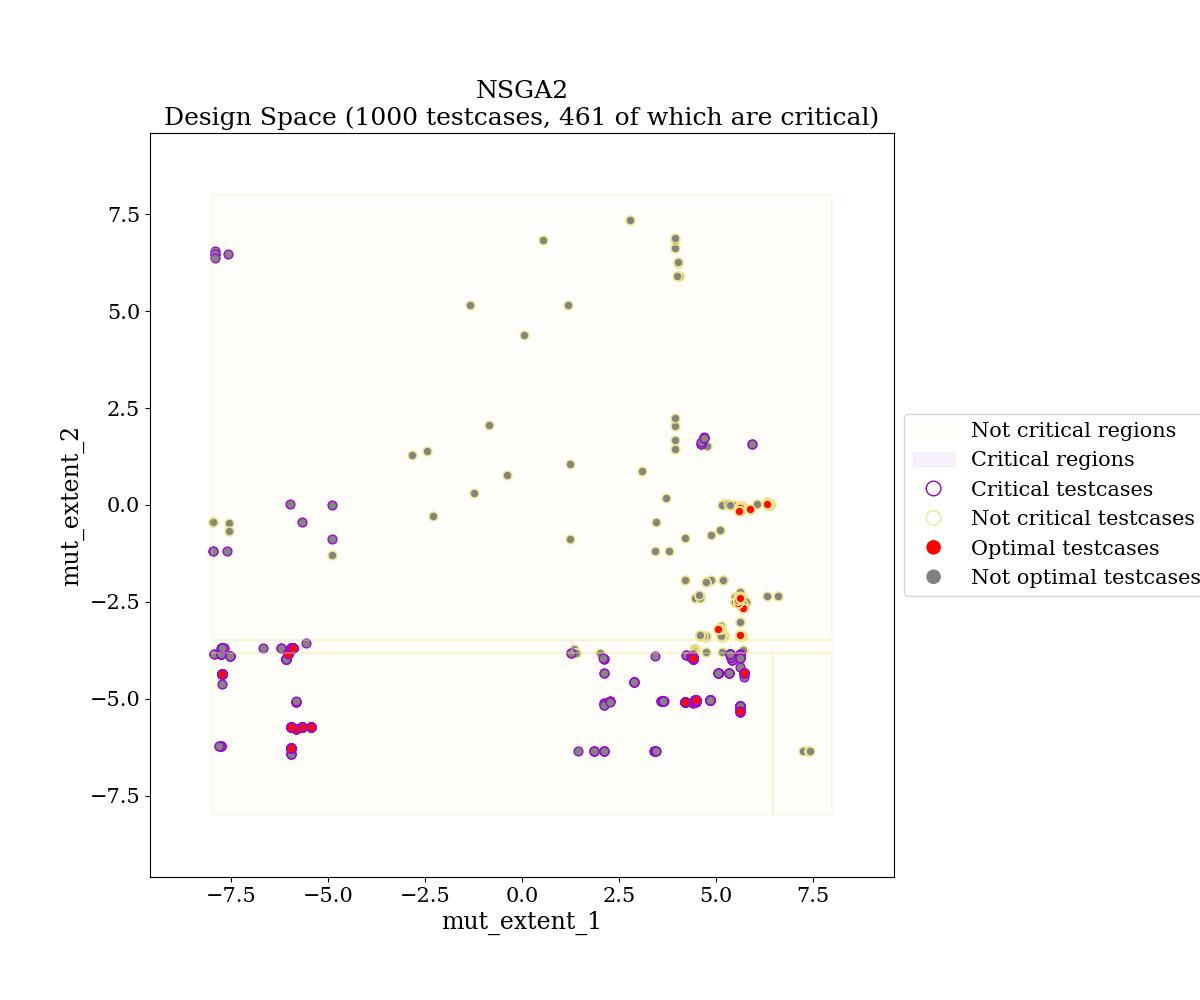 NSGA2
Design Space (1000 testcases, 461 of which are critical)
7.5
5.0
2.5
0.0
−2.5
−5.0
−7.5
mut_extent_2
−7.5
−5.0
−2.5
0.0
2.5
5.0
7.5
mut_extent_1
Not critical regions
Critical regions
Critical testcases
Not critical testcases
Optimal testcases
Not optimal testcases